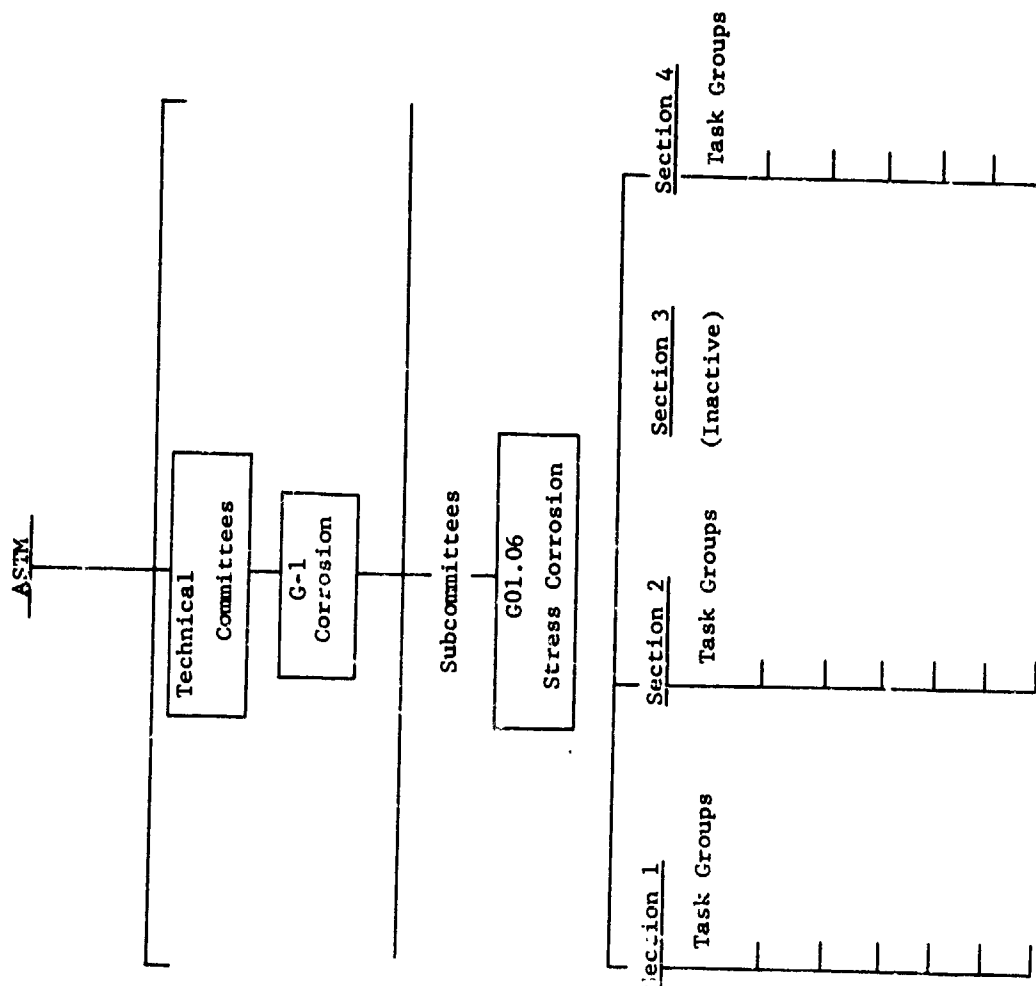 ASTM
Technical
Committees
G-1
Corrosion
Subcommittees
G01.06
Stress Corrosion
Section 1
Task Groups
Section 2
Task Groups
Section 3
(Inactive)
Section 4
Task Groups